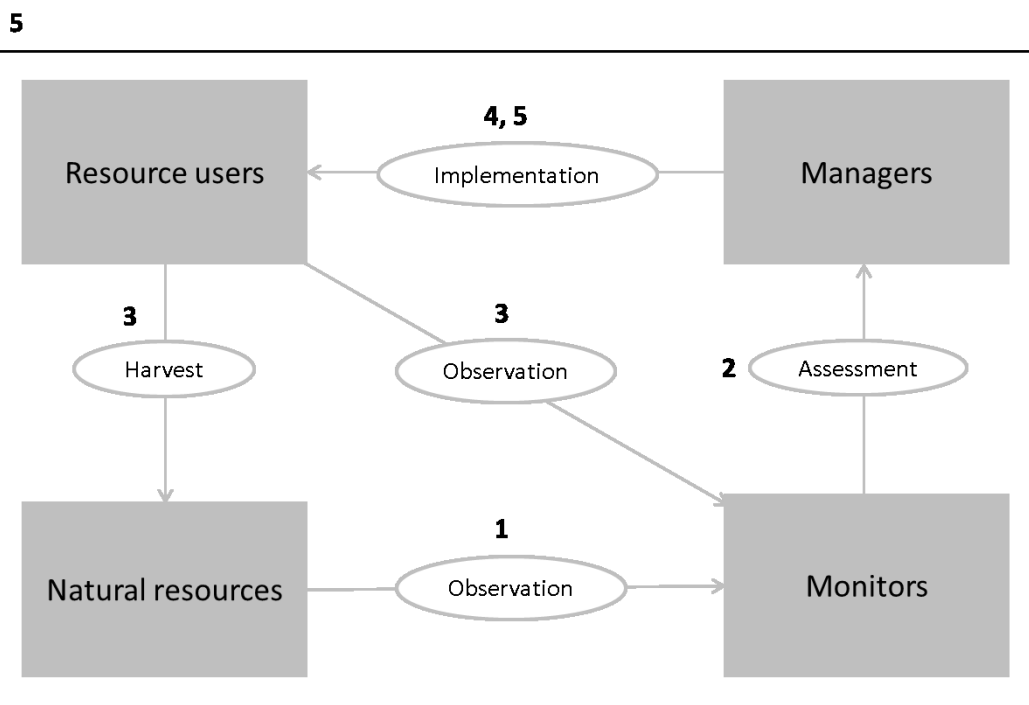 5
4, 5
Resource users
Implementation
Managers
3
3
Harvest
Observation
2
Assessment
1
Natural resources
Observation
Monitors